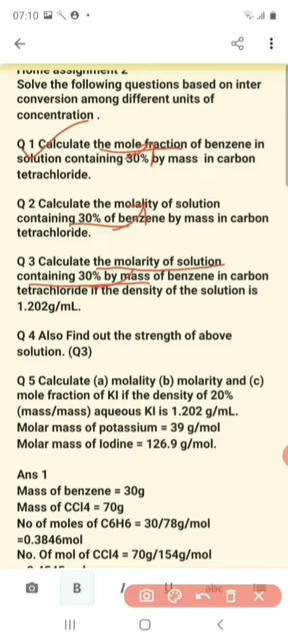 07:10
Home assignment 2
Solve the following questions based on inter
conversion among different units of
concentration .
Q 1 Calculate the mole fraction of benzene in
solution containing 30% by mass in carbon
tetrachloride.
Q 2 Calculate the molality of solution
containing 30% of benzene by mass in carbon
tetrachloride.
Q 3 Calculate the molarity of solution
containing 30% by mass of benzene in carbon
tetrachloride if the density of the solution is
1.202g/mL.
Q 4 Also Find out the strength of above
solution. (Q3)
Q 5 Calculate (a) molality (b) molarity and (c)
mole fraction of KI if the density of 20%
(mass/mass) aqueous KI is 1.202 g/mL.
Molar mass of potassium = 39 g/mol
Molar mass of Iodine = 126.9 g/mol.
Ans 1
Mass of benzene = 30g
Mass of CCl4 = 70g
No of moles of C6H6 = 30/78g/mol
=0.3846mol
No. Of mol of CCl4 = 70g/154g/mol
B I U abc